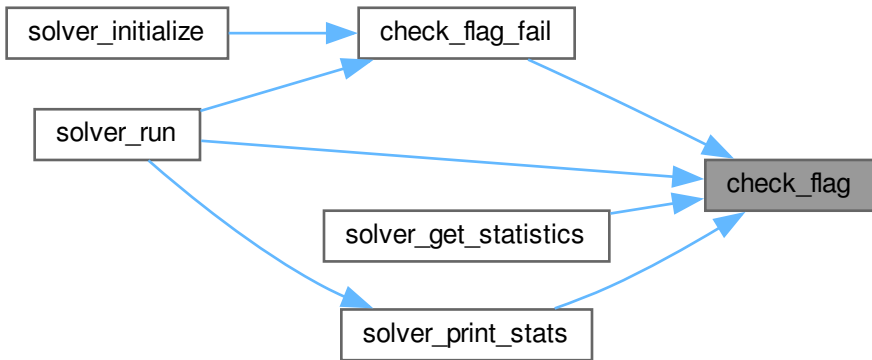 solver_initialize
check_flag_fail
solver_run
check_flag
solver_get_statistics
solver_print_stats